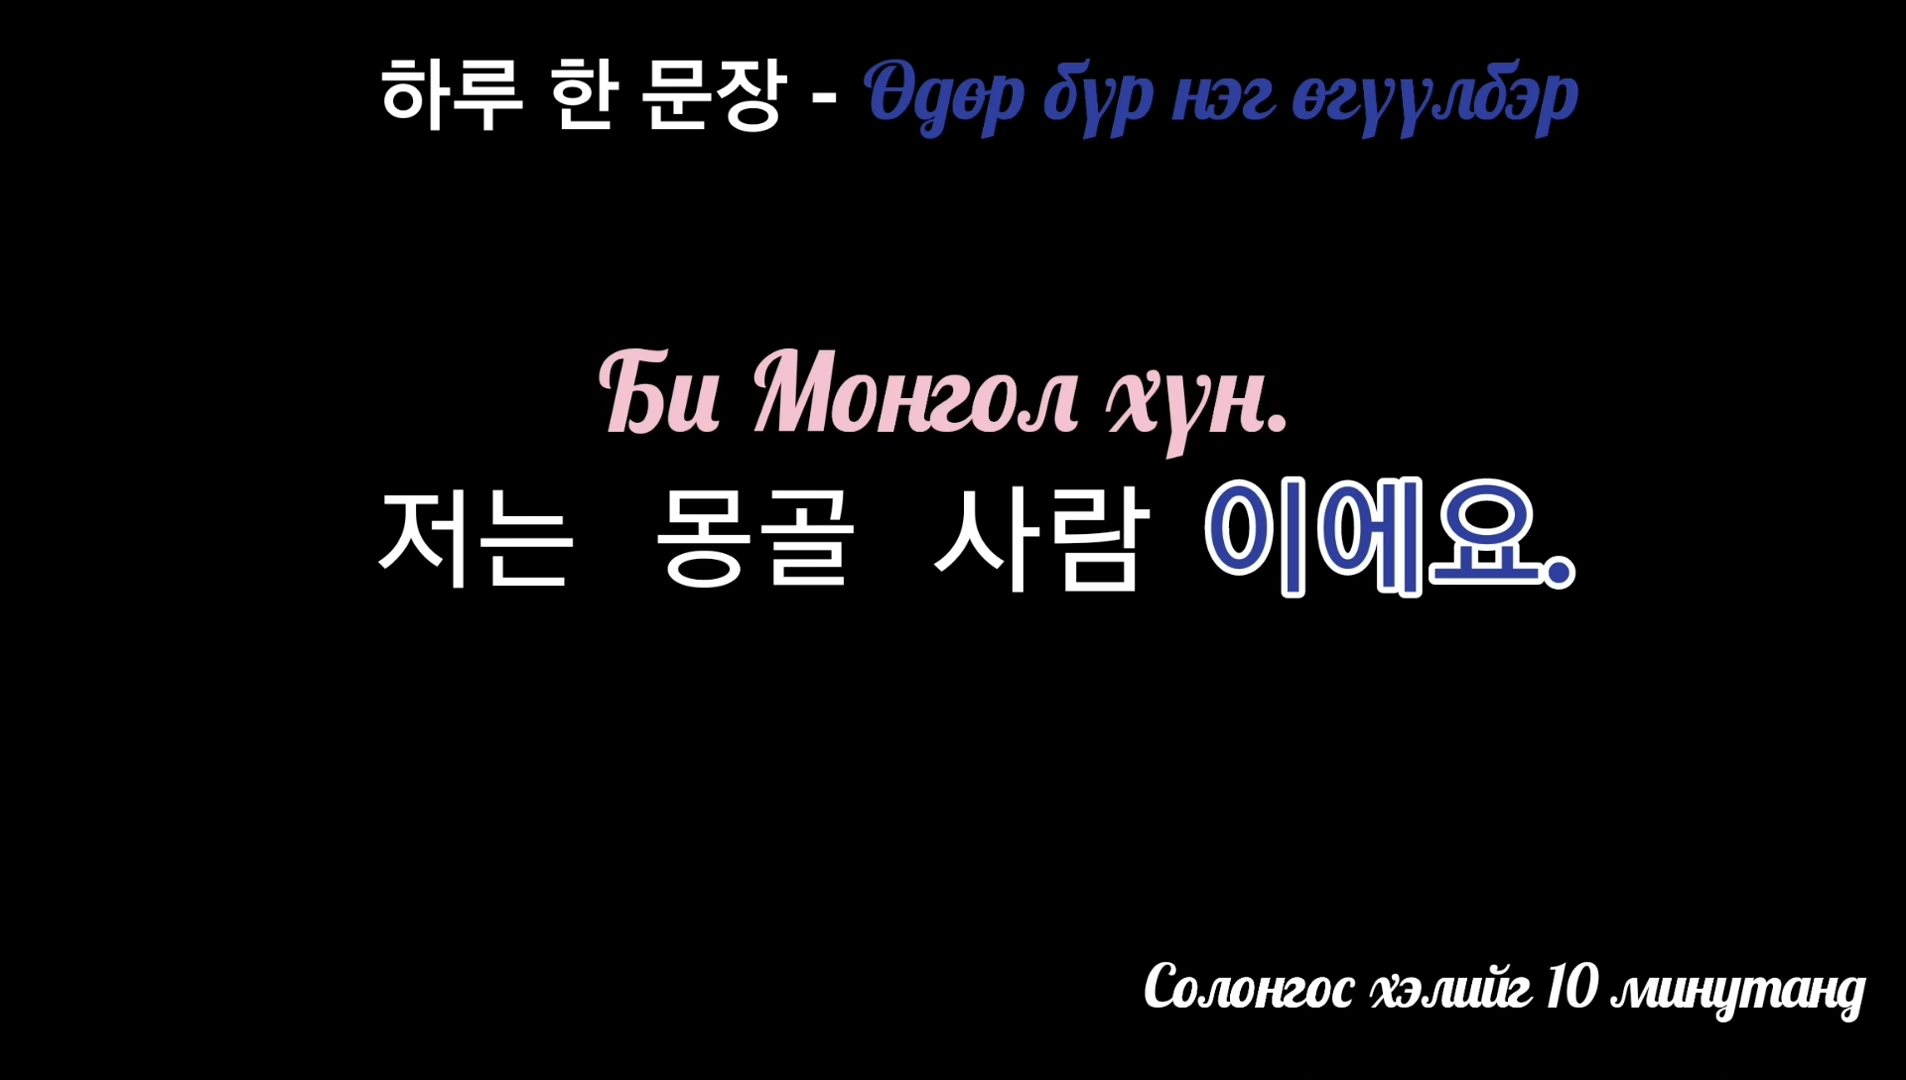 하루 한 문장 - Өдөр бүр нэг өгүүлбэр
Би Монгол хүн.
저는 몽골 사람 이에요.
Солонгос хэлийг 10 минутанд